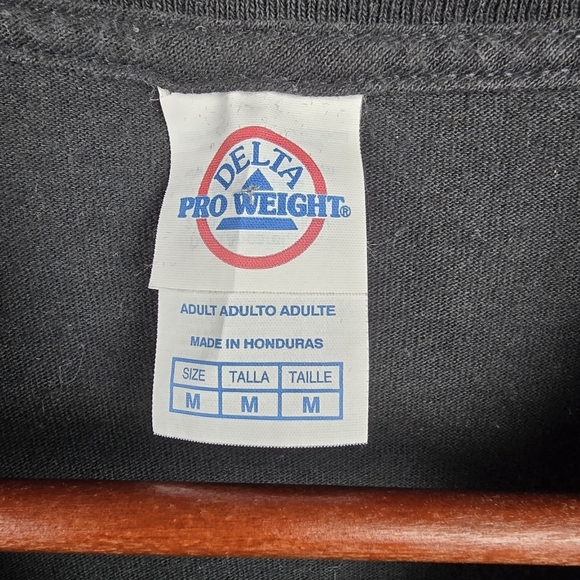 DELTA
PRO WEIGHT®
ADULT ADULTO ADULTE
MADE IN HONDURAS
SIZE TALLA TAILLE
M M M